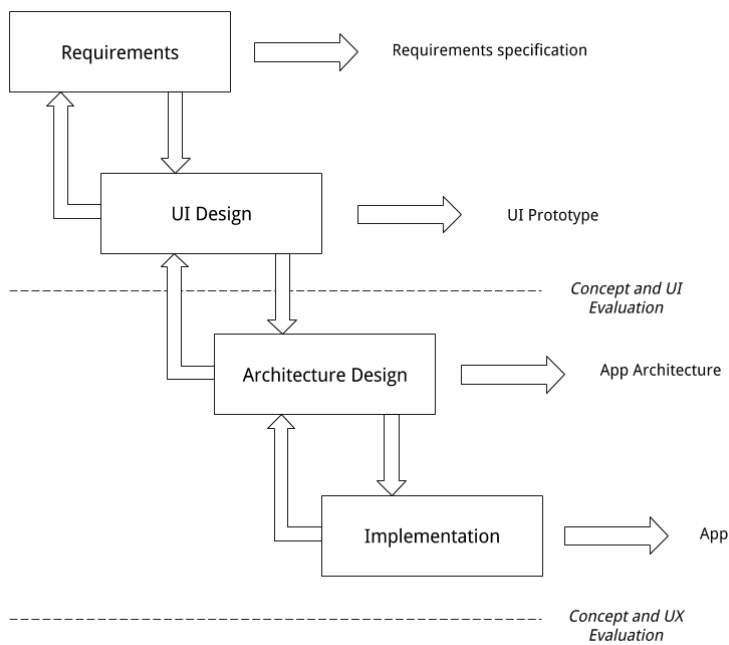 Requirements
Requirements specification
UI Design
UI Prototype
Concept and UI
Evaluation
Architecture Design
App Architecture
Implementation
App
Concept and UX
Evaluation